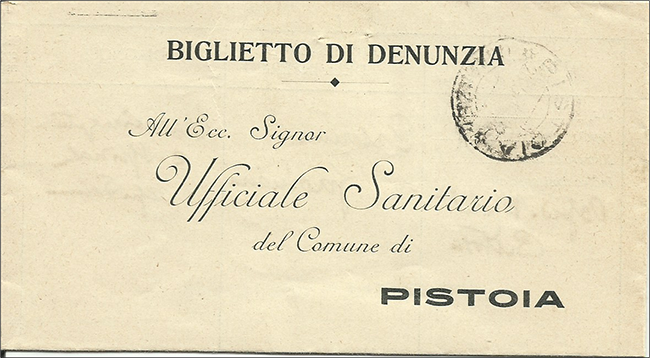 BIGLIETTO DI DENUNZIA
All'Ecc. Signor
Ufficiale Sanitario
del Comune di
PISTOIA